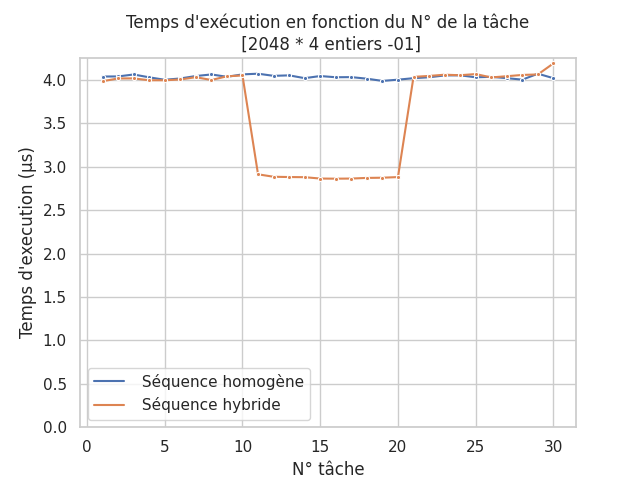 Temps d'exécution en fonction du N° de la tâche
[2048 * 4 entiers -01]
Temps d'execution (µs)
4.0
3.5
3.0
2.5
2.0
1.5
1.0
0.5
0.0
Séquence homogène
Séquence hybride
0 5 10 15 20 25 30
N° tâche